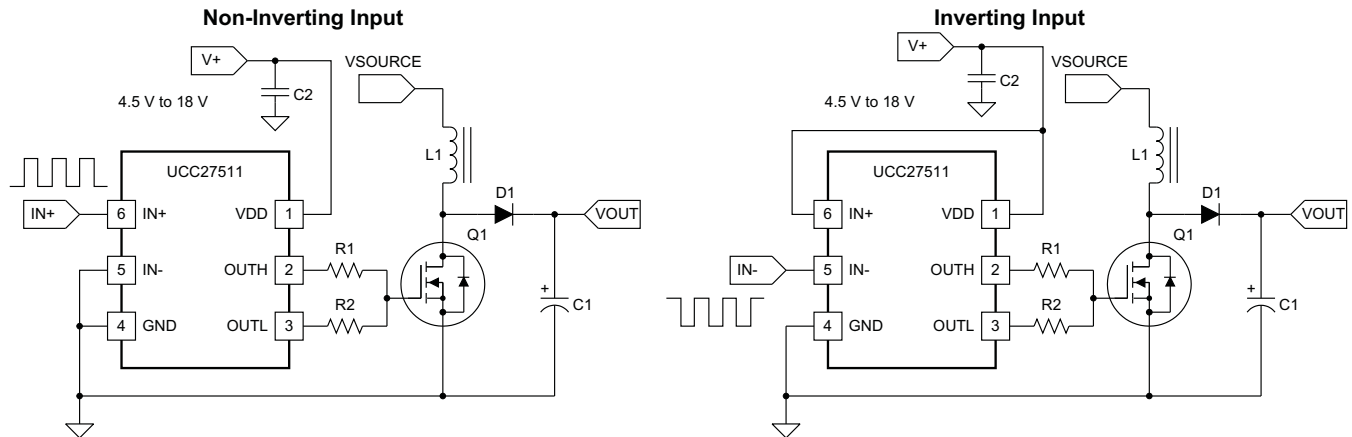 Non-Inverting Input
V+
VSOURCE
C2
4.5 V to 18 V
L1
UCC27511
D1
IN+
6
IN+
VDD
1
VOUT
Q1
R1
5
IN-
OUTH
2
R2
+
C1
4
GND
OUTL
3
Inverting Input
V+
VSOURCE
C2
4.5 V to 18 V
L1
UCC27511
D1
6
IN+
VDD
1
VOUT
Q1
R1
IN-
5
IN-
OUTH
2
R2
+
C1
4
GND
OUTL
3